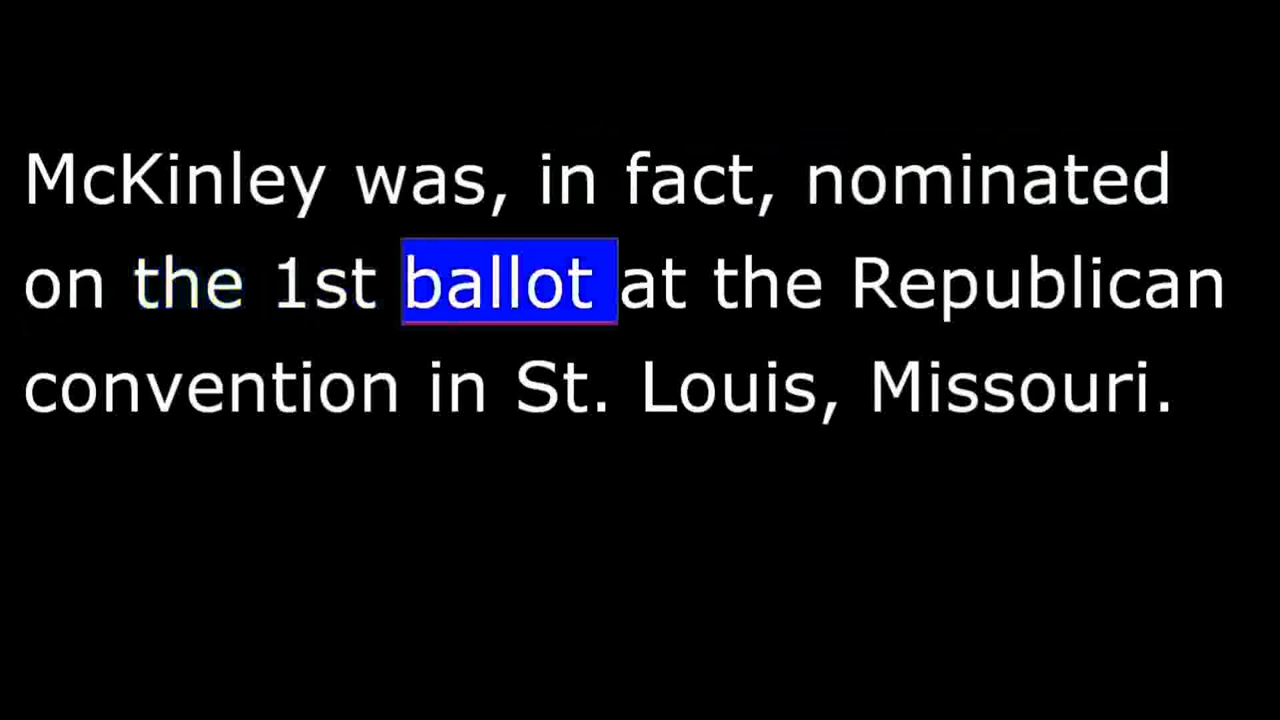 McKinley was, in fact, nominated
on the 1st ballot at the Republican
convention in St. Louis, Missouri.